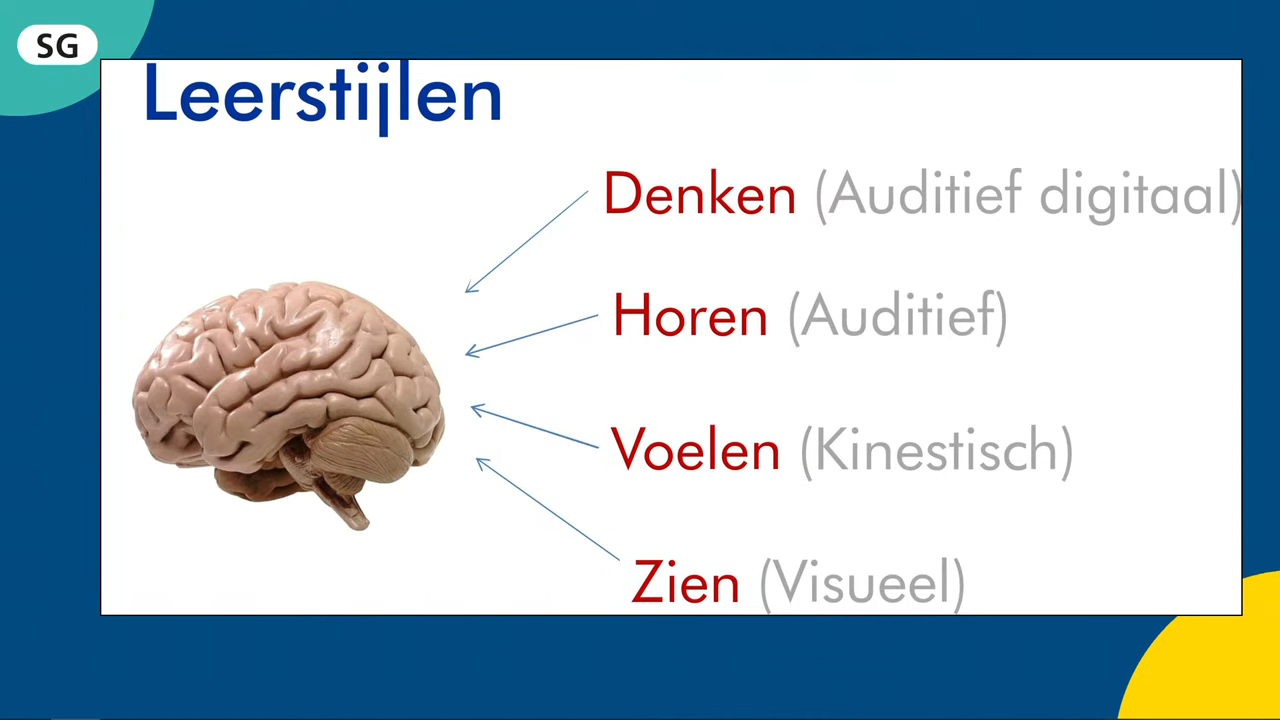 SG
Leerstijlen
Denken (Auditief digitaal)
Horen (Auditief)
Voelen (Kinestisch)
Zien (Visueel)